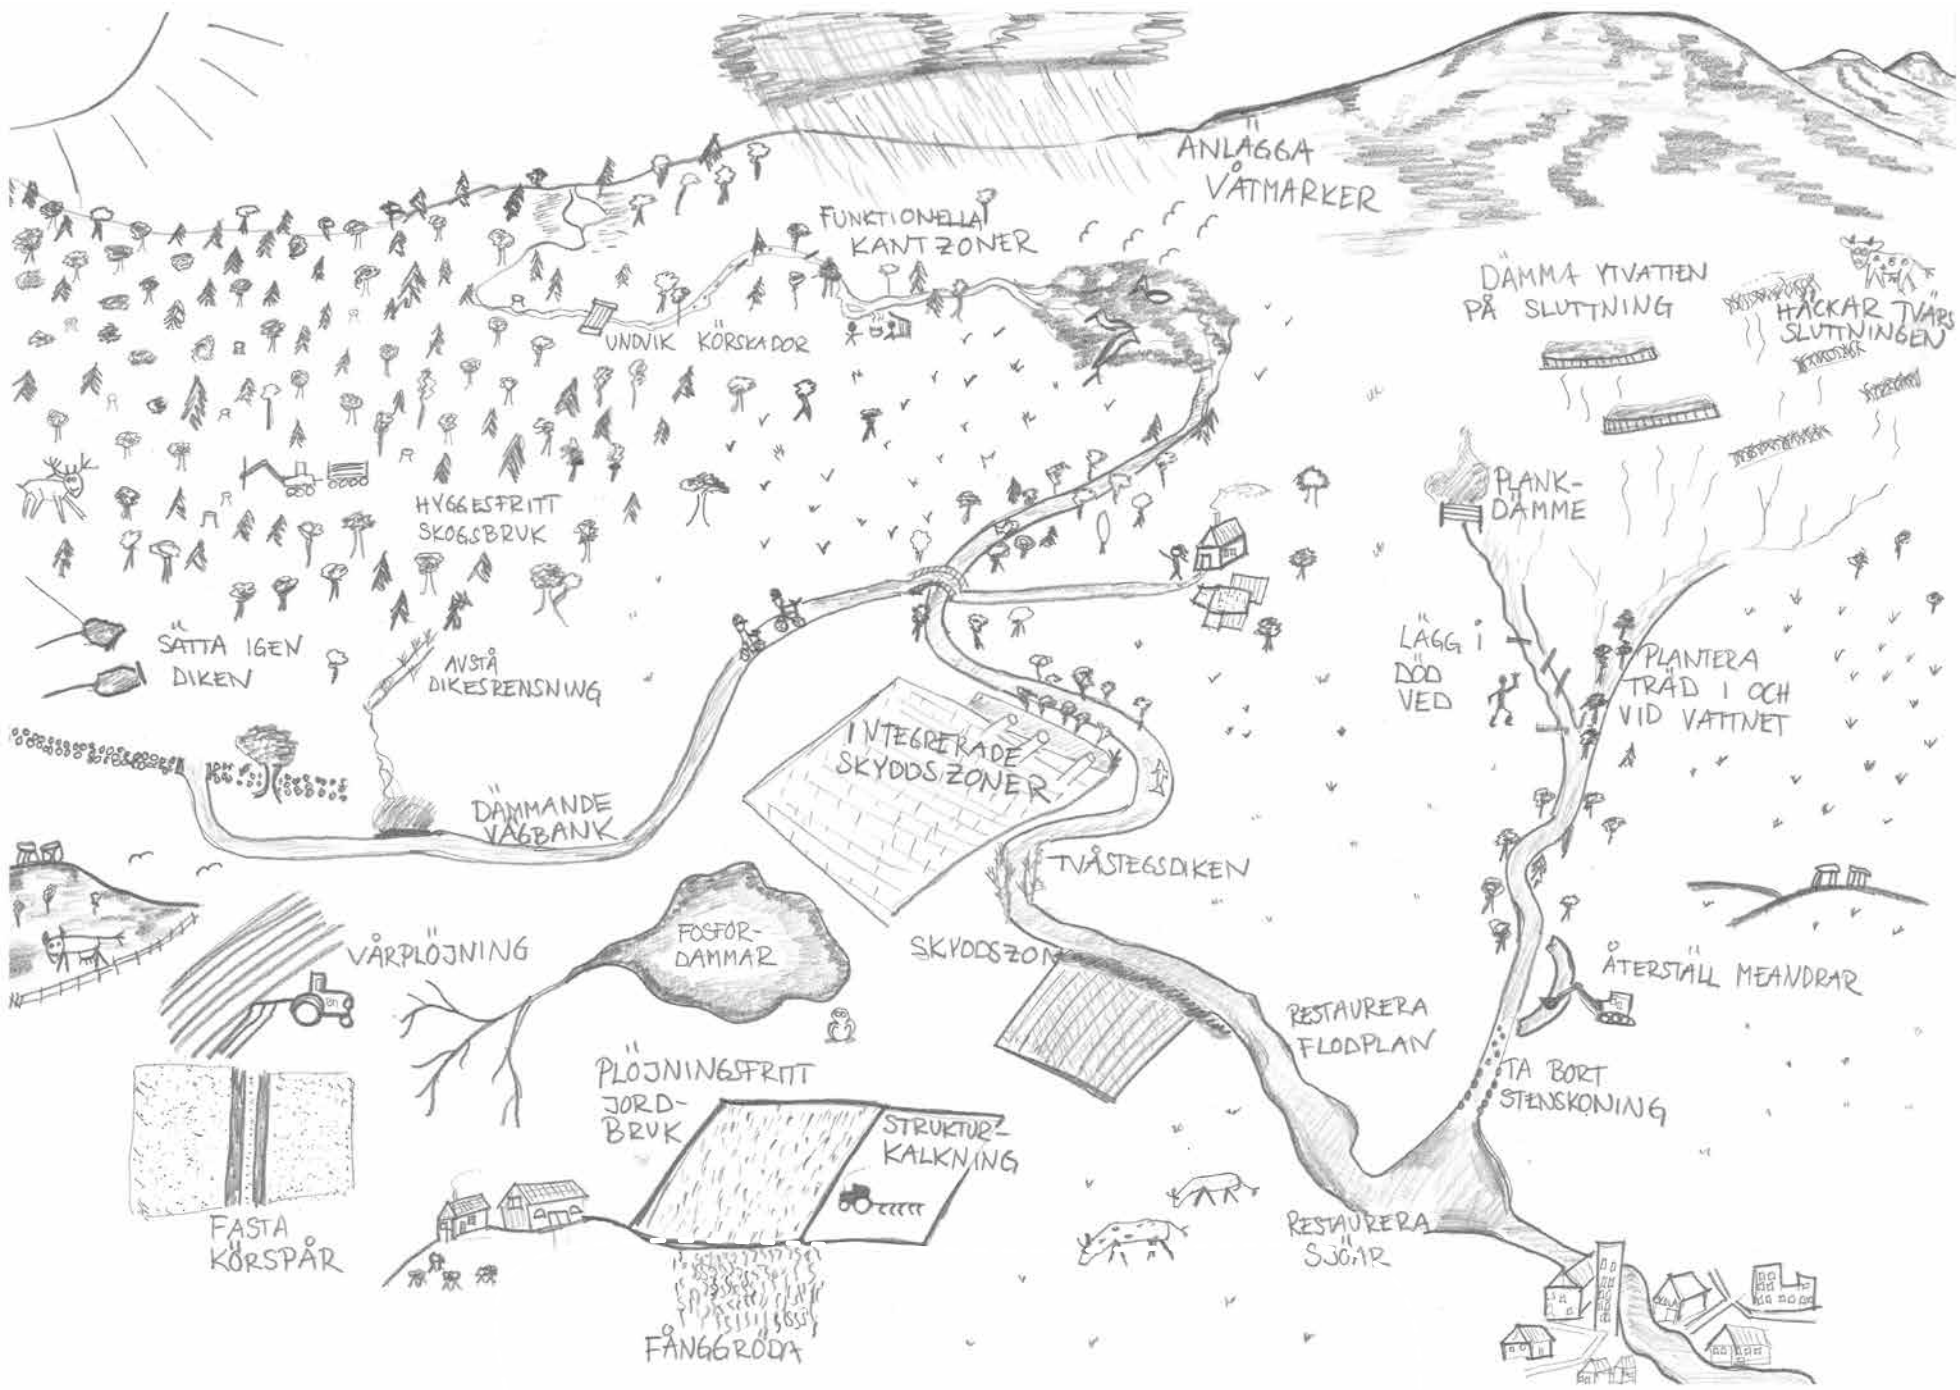 ANLÄGGA
VÅTMARKER
FUNKTIONELLA
KANTZONER
DÄMMA YTVATTEN
PÅ SLUTTNING
HÄCKAR TVÄRS
SLUTTNINGEN
UNDVIK KÖRSKADOR
PLANK-
DÄMME
HYGGESFRITT
SKOGSBRUK
SÄTTA IGEN
DIKEN
AVSTÅ
DIKESRENSNING
LÄGG I
DÖD
VED
PLANTERA
TRÄD I OCH
VID VATTNET
INTEGRERADE
SKYDDSZONER
DÄMMANDE
VÄGBANK
TVÅSTEGSDIKEN
VÅRPLÖJNING
FOSFOR-
DAMMAR
SKYDDSZON
ÅTERSTÄLL MEANDRAR
RESTAURERA
FLODPLAN
TA BORT
STENSKONING
PLÖJNINGSFRITT
JORD-
BRUK
STRUKTUR-
KALKNING
FASTA
KÖRSPÅR
RESTAURERA
SJÖAR
FÅNGGRÖDA